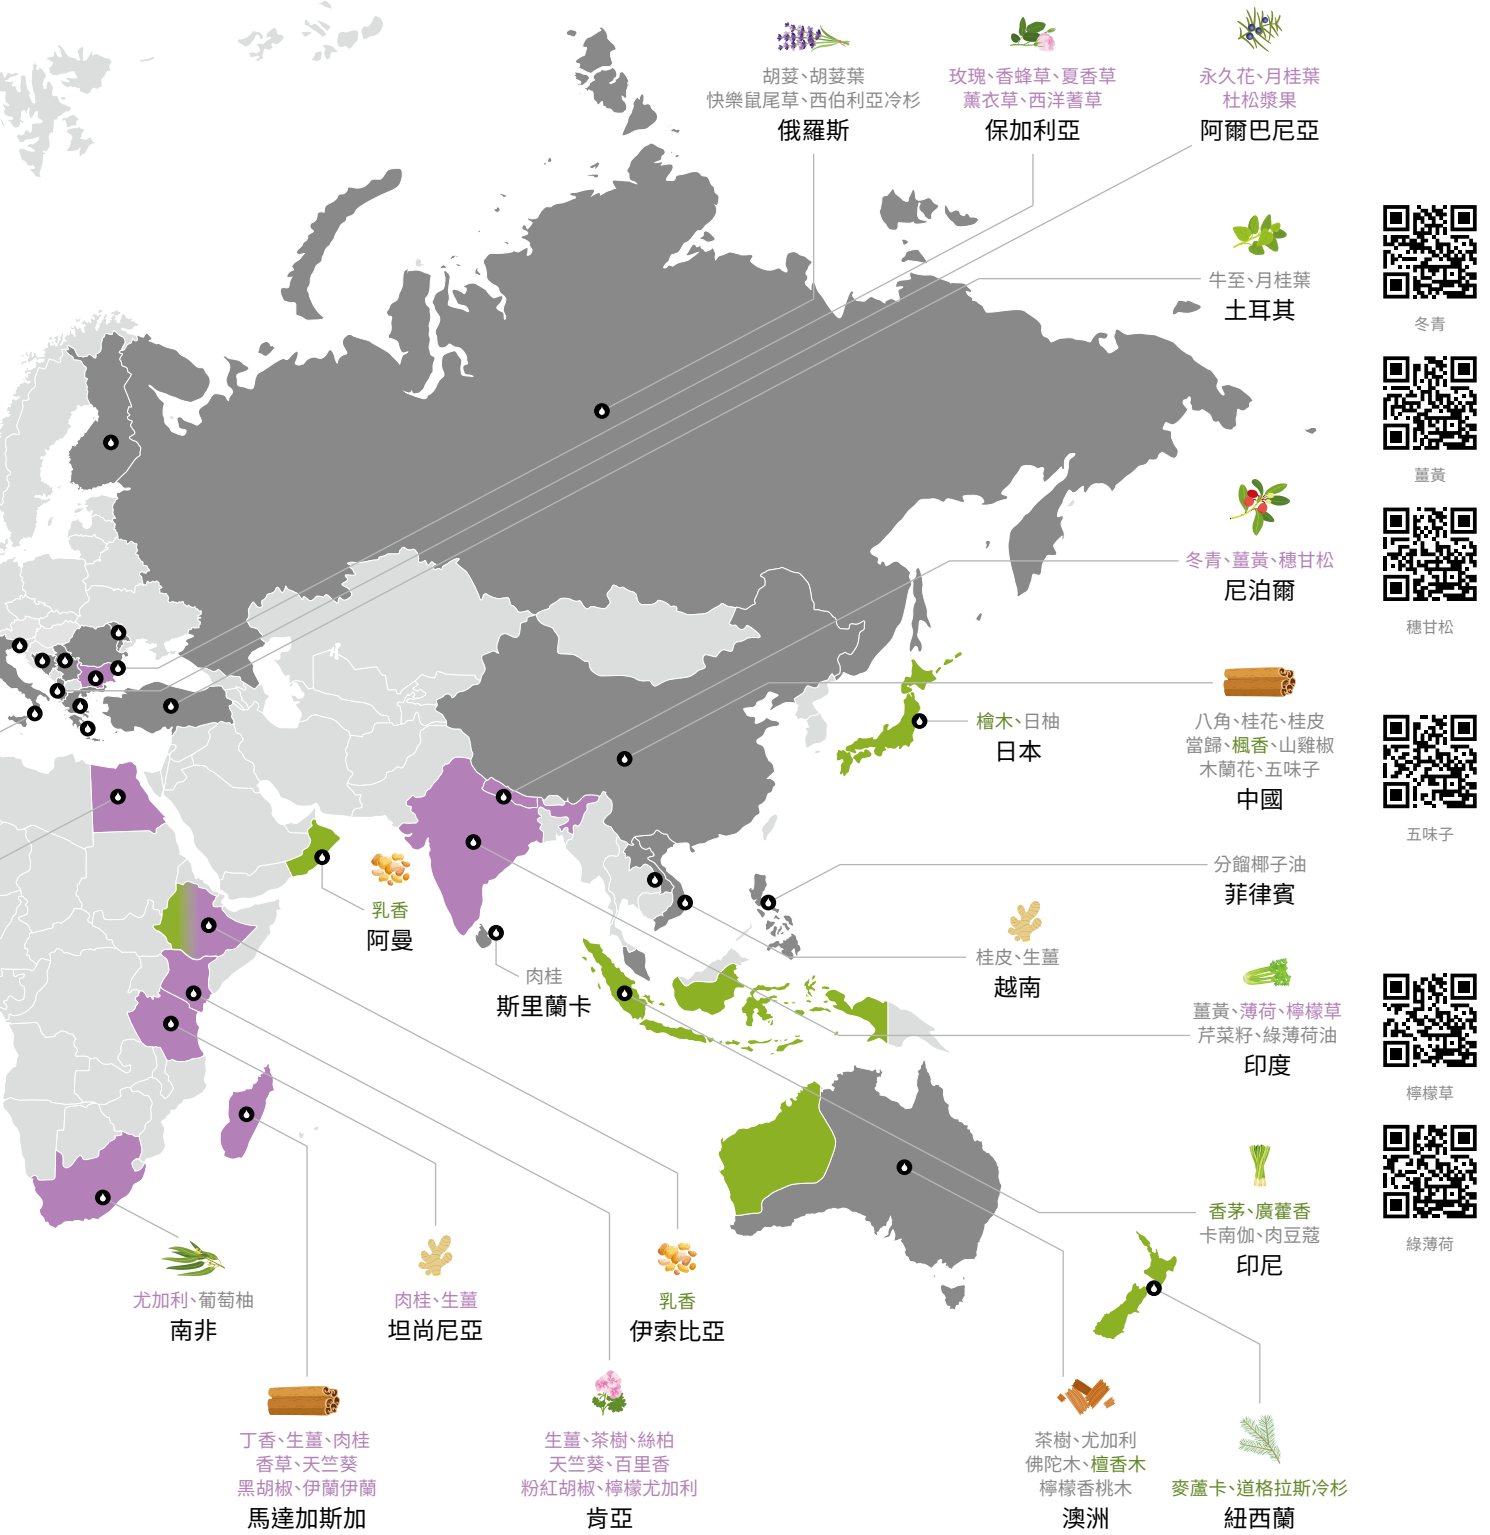 胡荽、胡荽葉
快樂鼠尾草、西伯利亞冷杉
俄羅斯
玫瑰、香蜂草、夏香草
薰衣草、西洋蓍草
保加利亞
永久花、月桂葉
杜松漿果
阿爾巴尼亞
牛至、月桂葉
土耳其
冬青
薑黃
冬青、薑黃、穗甘松
尼泊爾
穗甘松
檜木、日柚
日本
八角、桂花、桂皮
當歸、楓香、山雞椒
木蘭花、五味子
中國
五味子
分餾椰子油
菲律賓
乳香
阿曼
肉桂
斯里蘭卡
桂皮、生薑
越南
薑黃、薄荷、檸檬草
芹菜籽、綠薄荷油
印度
檸檬草
香茅、廣藿香
卡南伽、肉豆蔻
印尼
綠薄荷
尤加利、葡萄柚
南非
肉桂、生薑
坦尚尼亞
乳香
伊索比亞
丁香、生薑、肉桂
香草、天竺葵
黑胡椒、伊蘭伊蘭
馬達加斯加
生薑、茶樹、絲柏
天竺葵、百里香
粉紅胡椒、檸檬尤加利
肯亞
茶樹、尤加利
佛陀木、檀香木
檸檬香桃木
澳洲
麥蘆卡、道格拉斯冷杉
紐西蘭